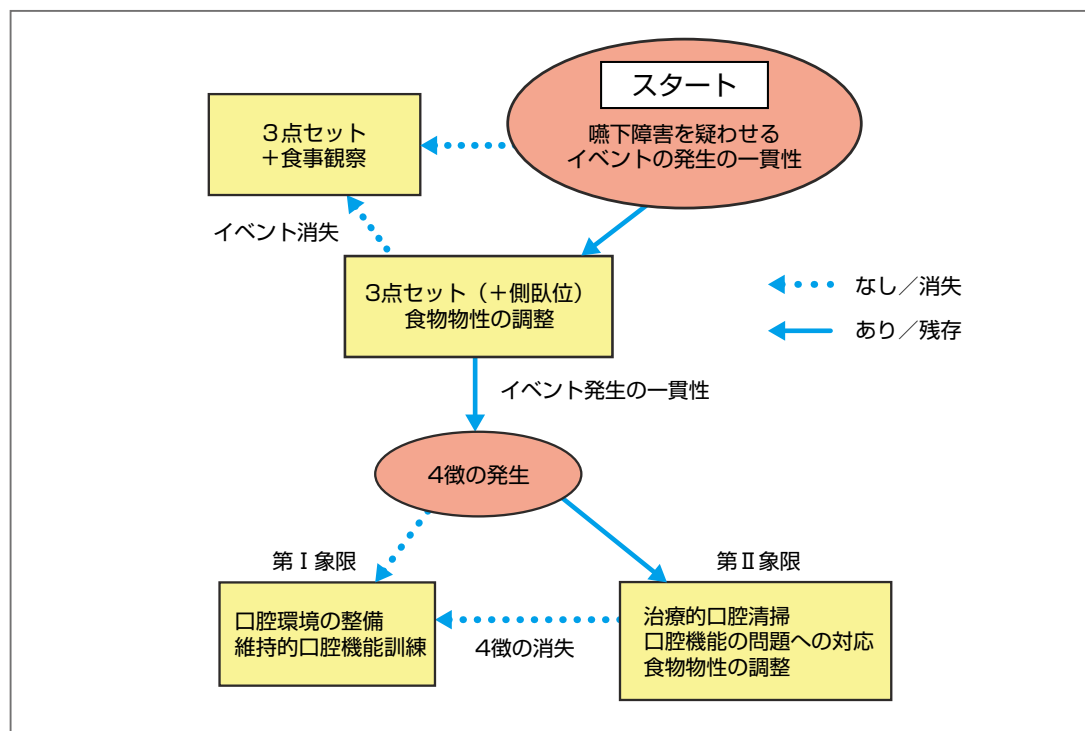 スタート
嚥下障害を疑わせる
イベントの発生の一貫性
3点セット
+食事観察
イベント消失
3点セット(+側臥位)
食物物性の調整
なし/消失
あり/残存
イベント発生の一貫性
4徴の発生
第Ⅰ象限
第Ⅱ象限
口腔環境の整備
維持的口腔機能訓練
4徴の消失
治療的口腔清掃
口腔機能の問題への対応
食物物性の調整